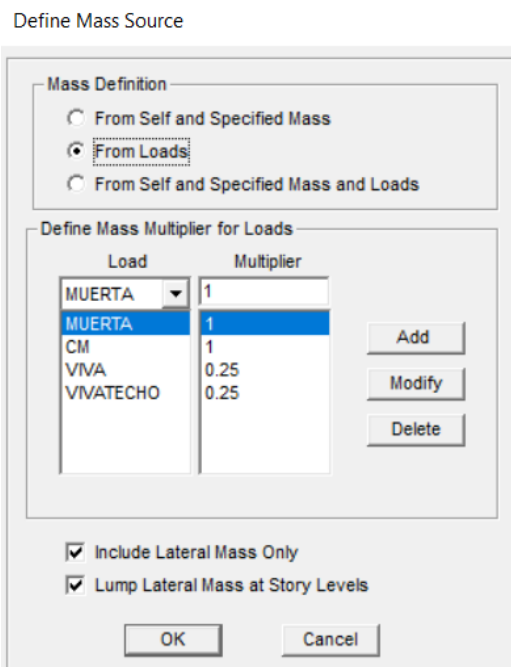 Define Mass Source
Mass Definition
From Self and Specified Mass
From Loads
From Self and Specified Mass and Loads
Define Mass Multiplier for Loads
Load Multiplier
MUERTA 1
MUERTA 1
CM 1
VIVA 0.25
VIVATECHO 0.25
Add
Modify
Delete
Include Lateral Mass Only
Lump Lateral Mass at Story Levels
OK Cancel